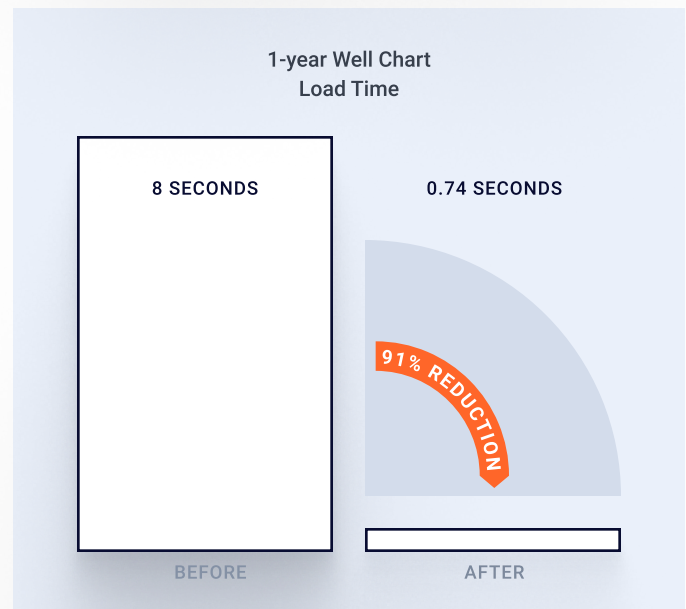 1-year Well Chart
Load Time
8 SECONDS
0.74 SECONDS
91% REDUCTION
BEFORE
AFTER